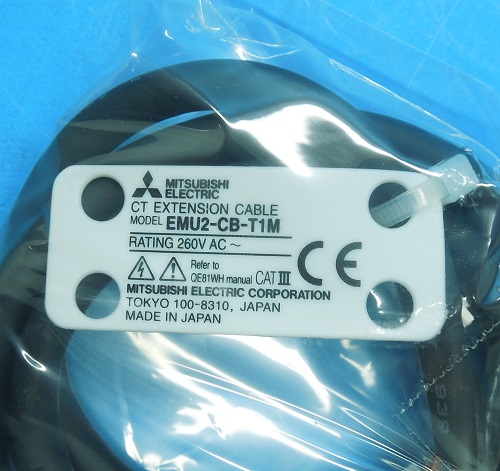 MITSUBISHI
ELECTRIC
CT EXTENSION CABLE
MODEL EMU2-CB-T1M
RATING 260V AC ~
Refer to
QE81WH manual CAT III
CE
MITSUBISHI ELECTRIC CORPORATION
TOKYO 100-8310, JAPAN
MADE IN JAPAN